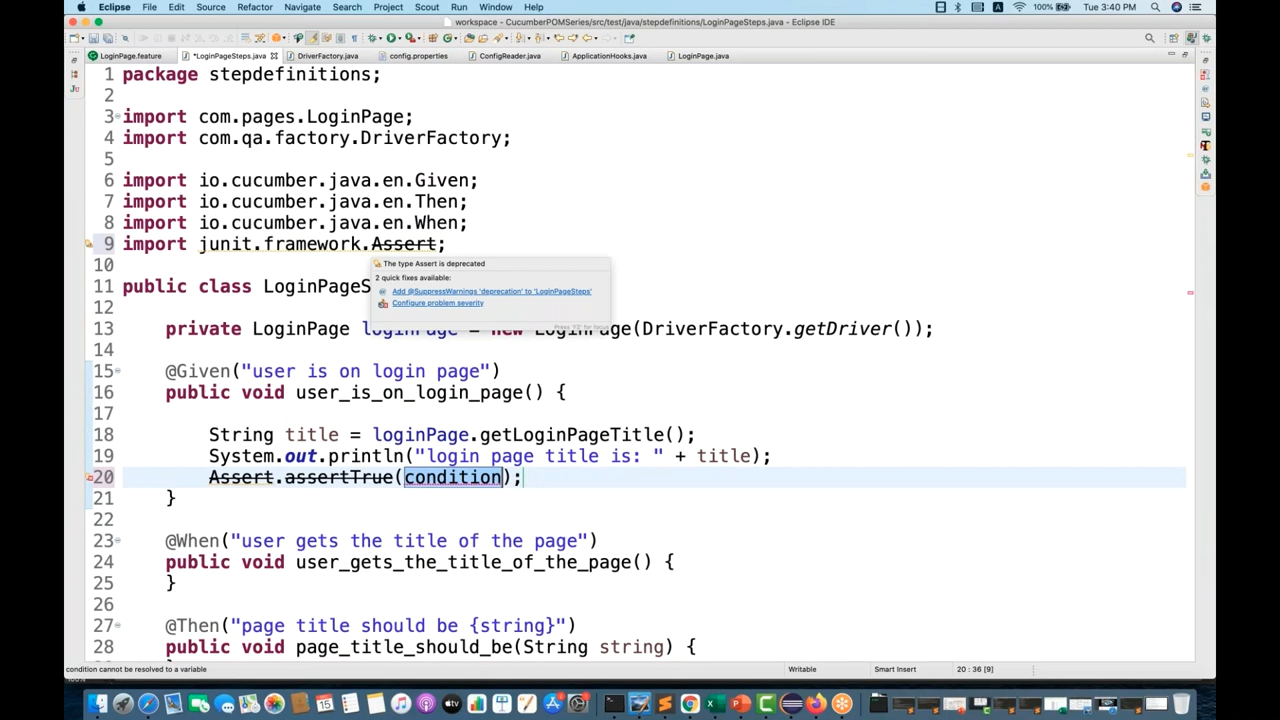 Eclipse File Edit Source Refactor Navigate Search Project Scout Run Window Help 100% Tue 3:40 PM
workspace - CucumberPOMSeries/src/test/java/stepdefinitions/LoginPageSteps.java - Eclipse IDE
LoginPage.feature *LoginPageSteps.java DriverFactory.java config.properties ConfigReader.java ApplicationHooks.java LoginPage.java
1 package stepdefinitions;
2
3 import com.pages.LoginPage;
4 import com.qa.factory.DriverFactory;
5
6 import io.cucumber.java.en.Given;
7 import io.cucumber.java.en.Then;
8 import io.cucumber.java.en.When;
9 import junit.framework.Assert;
The type Assert is deprecated
2 quick fixes available:
Add @SuppressWarnings 'deprecation' to 'LoginPageSteps'
Configure problem severity
Press 'F2' for focus
10
11 public class LoginPageS
12
13 private LoginPage loginPage = new LoginPage(DriverFactory.getDriver());
14
15 @Given("user is on login page")
16 public void user_is_on_login_page() {
17
18 String title = loginPage.getLoginPageTitle();
19 System.out.println("login page title is: " + title);
20 Assert.assertTrue(condition);
21 }
22
23 @When("user gets the title of the page")
24 public void user_gets_the_title_of_the_page() {
25 }
26
27 @Then("page title should be {string}")
28 public void page_title_should_be(String string) {
condition cannot be resolved to a variable Writable Smart Insert 20 : 36 [9]